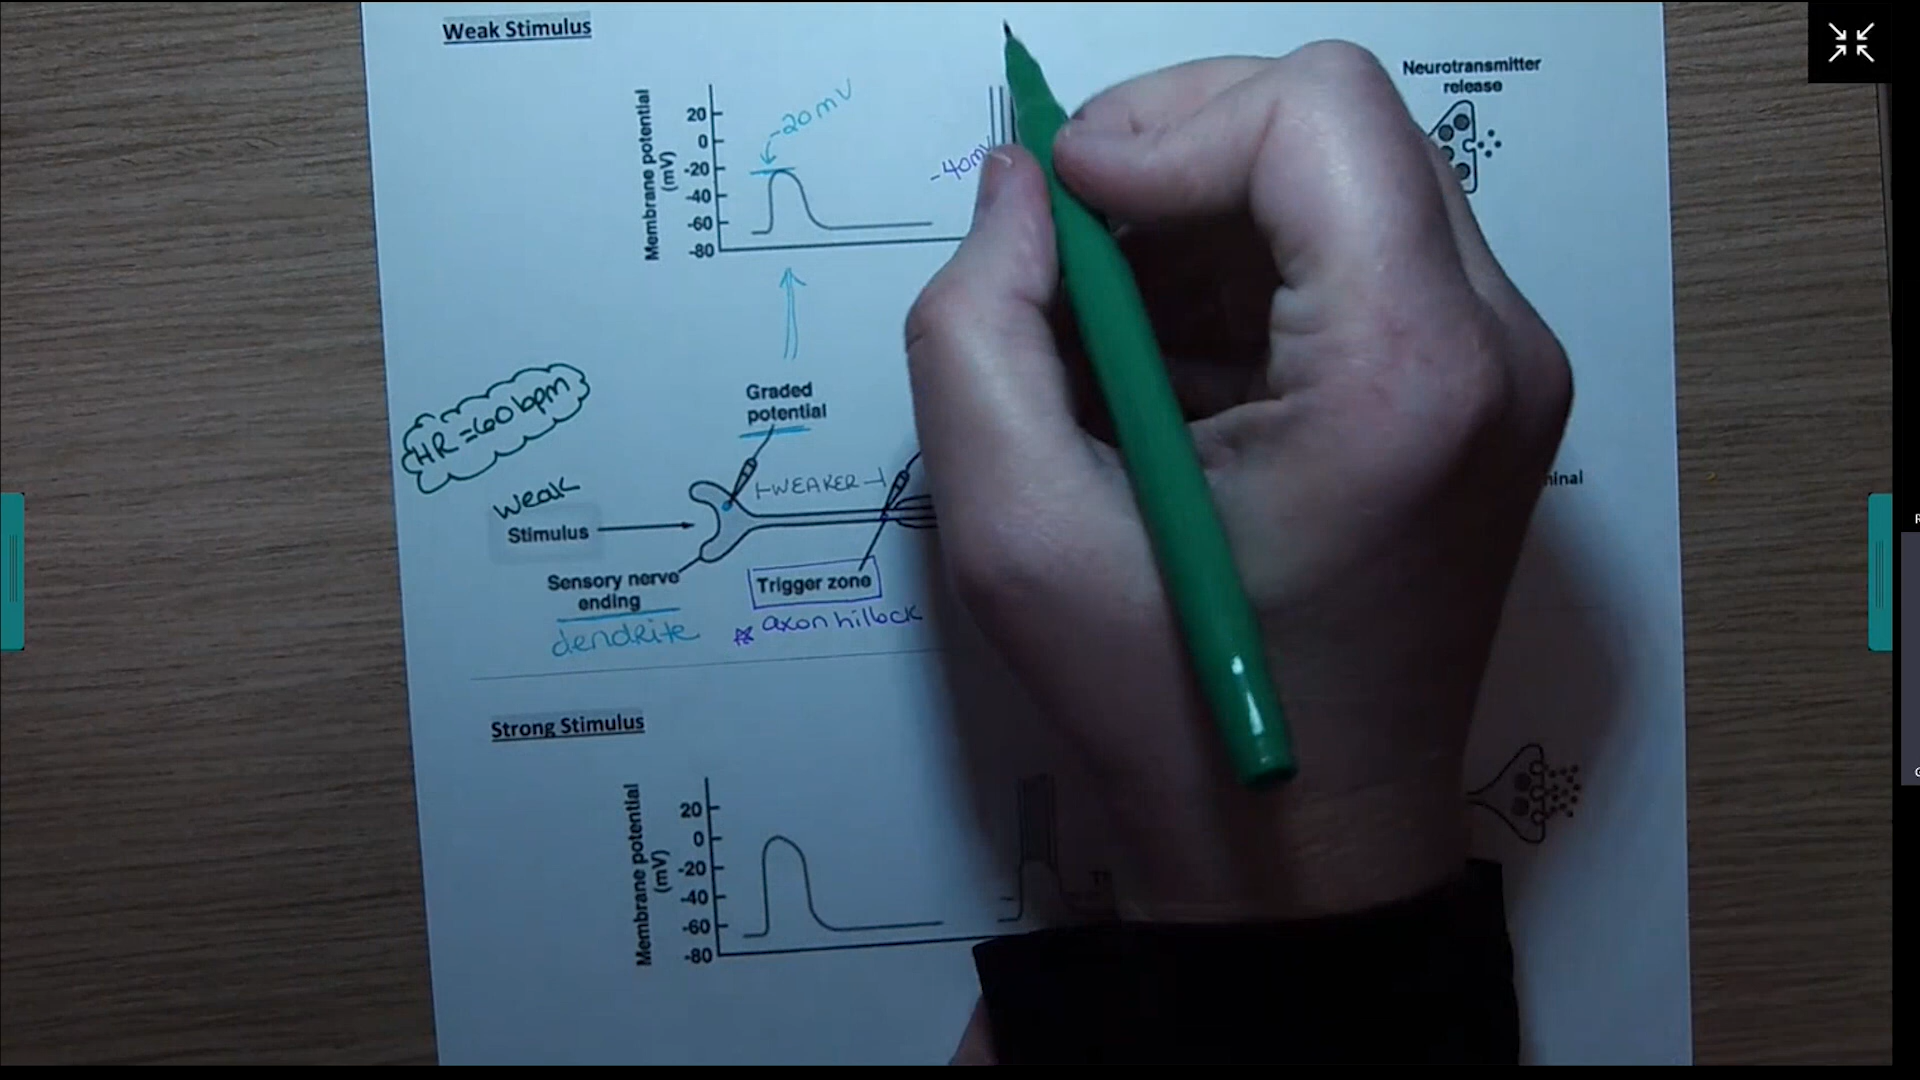 Weak Stimulus
Neurotransmitter
release
Membrane potential
(mV)
20
0
-20
-40
-60
-80
-20mV
-40mV
Graded
potential
HR=60bpm
weak
Stimulus
WEAKER
Sensory nerve
ending
dendrite
Trigger zone
axon hillock
Strong Stimulus
Membrane potential
(mV)
20
0
-20
-40
-60
-80